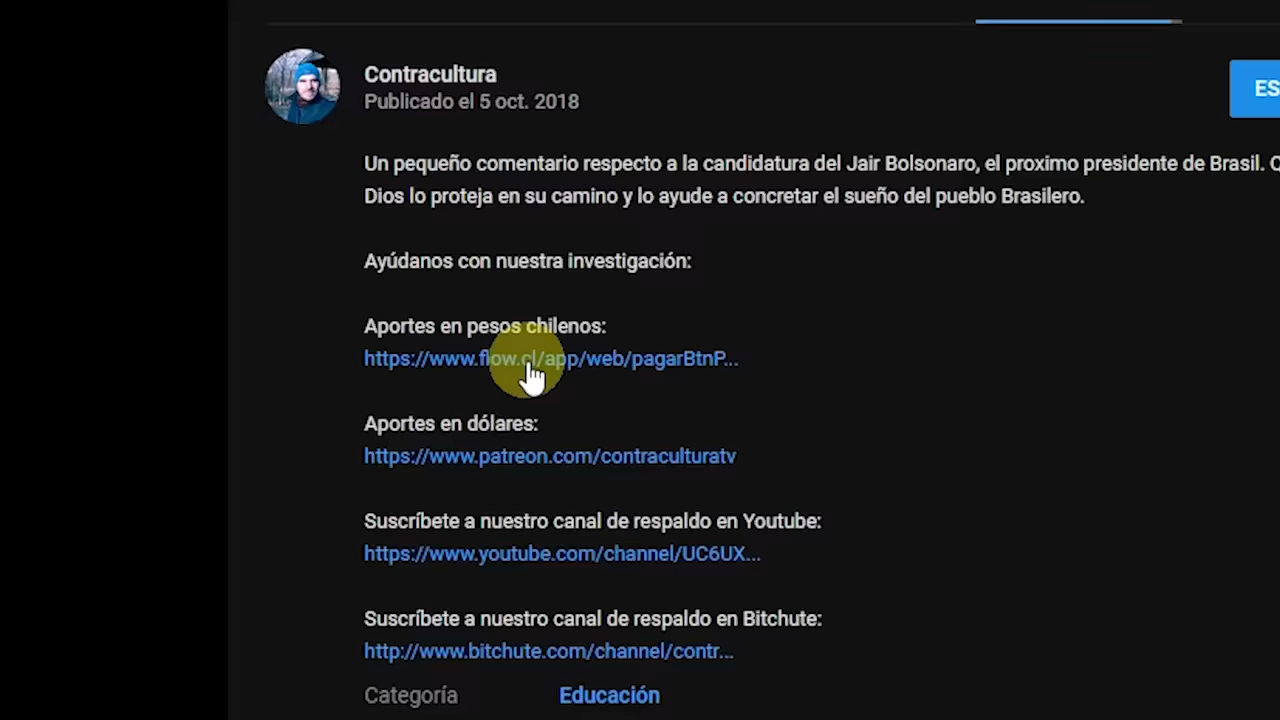 Contracultura
Publicado el 5 oct. 2018
ES
Un pequeño comentario respecto a la candidatura del Jair Bolsonaro, el proximo presidente de Brasil. Q
Dios lo proteja en su camino y lo ayude a concretar el sueño del pueblo Brasilero.
Ayúdanos con nuestra investigación:
Aportes en pesos chilenos:
https://www.flow.cl/app/web/pagarBtnP...
Aportes en dólares:
https://www.patreon.com/contraculturatv
Suscríbete a nuestro canal de respaldo en Youtube:
https://www.youtube.com/channel/UC6UX...
Suscríbete a nuestro canal de respaldo en Bitchute:
http://www.bitchute.com/channel/contr...
Categoría Educación